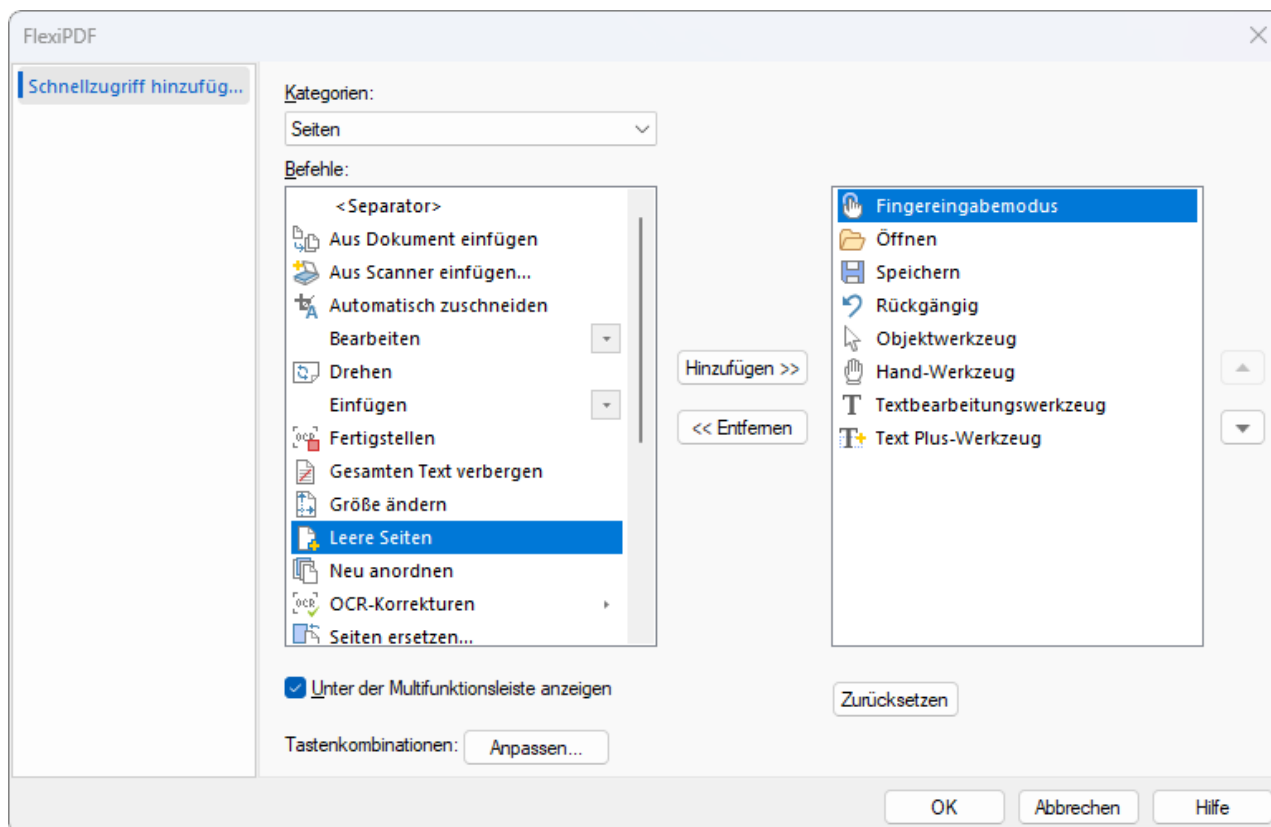 FlexiPDF
Schnellzugriff hinzufüg...
Kategorien:
Seiten
Befehle:
<Separator>
Aus Dokument einfügen
Aus Scanner einfügen...
Automatisch zuschneiden
Bearbeiten
Drehen
Einfügen
Fertigstellen
Gesamten Text verbergen
Größe ändern
Leere Seiten
Neu anordnen
OCR-Korrekturen
Seiten ersetzen...
Hinzufügen >>
<< Entfernen
Fingereingabemodus
Öffnen
Speichern
Rückgängig
Objektwerkzeug
Hand-Werkzeug
Textbearbeitungswerkzeug
Text Plus-Werkzeug
Unter der Multifunktionsleiste anzeigen
Zurücksetzen
Tastenkombinationen: Anpassen...
OK Abbrechen Hilfe